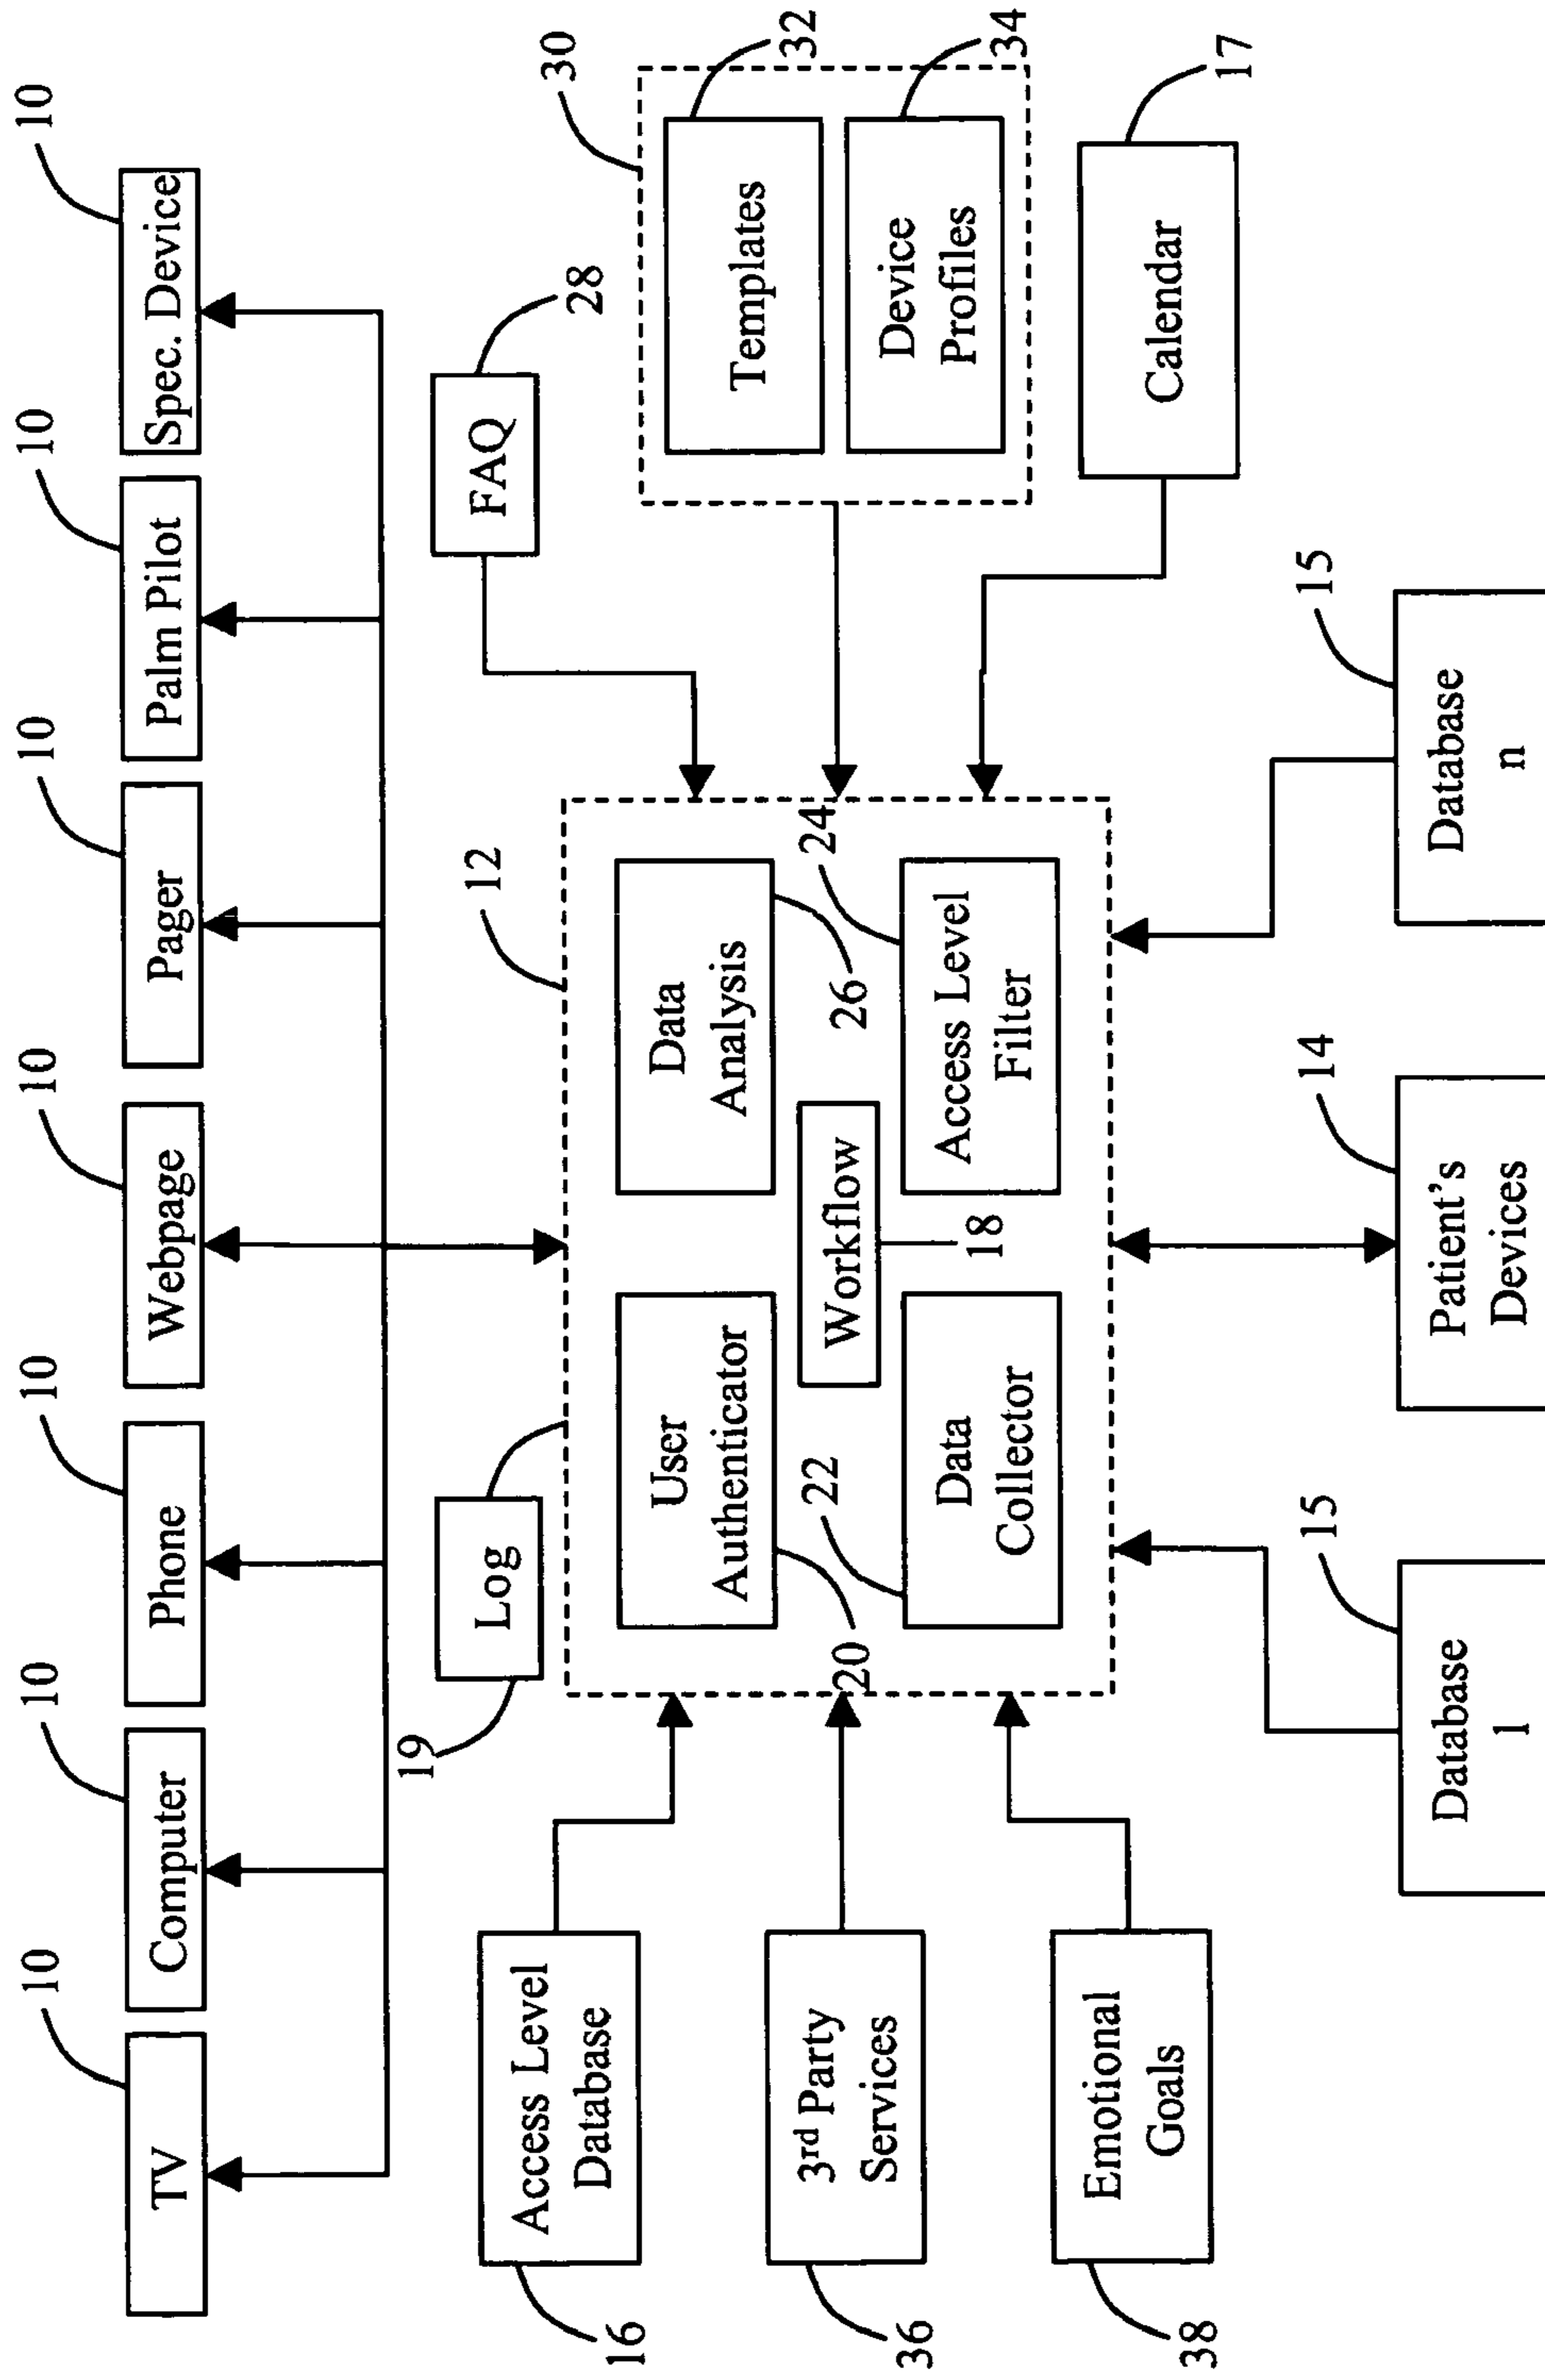 10
10
10
10
10
10
10
10
TV
Computer
Phone
Webpage
Pager
Palm Pilot
Spec. Device
19
Log
12
FAQ
28
30
16
Access Level
Database
User
Authenticator
20
Data
Analysis
26
Templates
32
36
3rd Party
Services
Workflow
18
22
24
Device
Profiles
34
Data
Collector
Access Level
Filter
38
Emotional
Goals
Calendar
17
15
14
15
Database
1
Patient's
Devices
Database
n